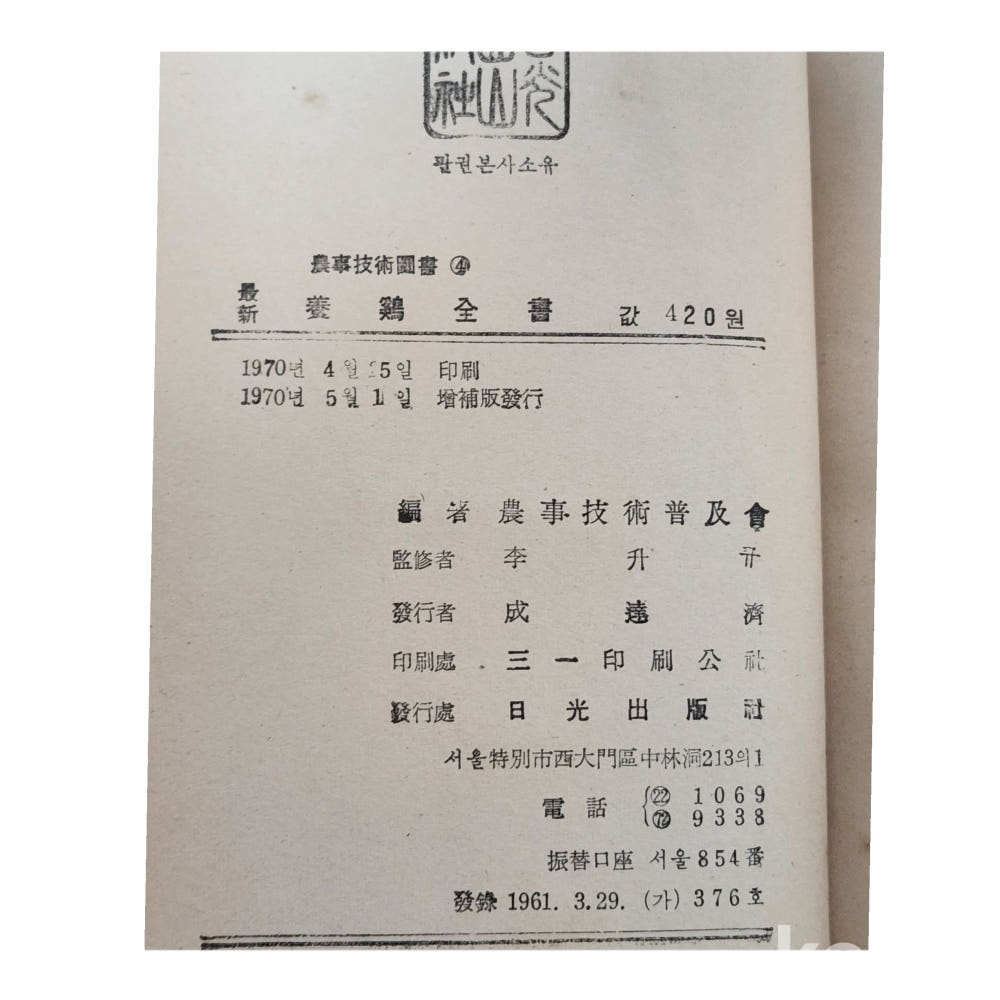 판권본사소유
農事技術圖書 ④
最新 養鷄全書 값 420원
1970년 4월 25일 印刷
1970년 5월 1일 增補版發行
編著 農事技術普及會
監修者 李升규
發行者 成達濟
印刷處 三一印刷公社
發行處 日光出版社
서울特別市西大門區中林洞213의1
電話 ㉒ 1069
72 9338
振替口座 서울854番
發錄 1961. 3.29. (가) 376호